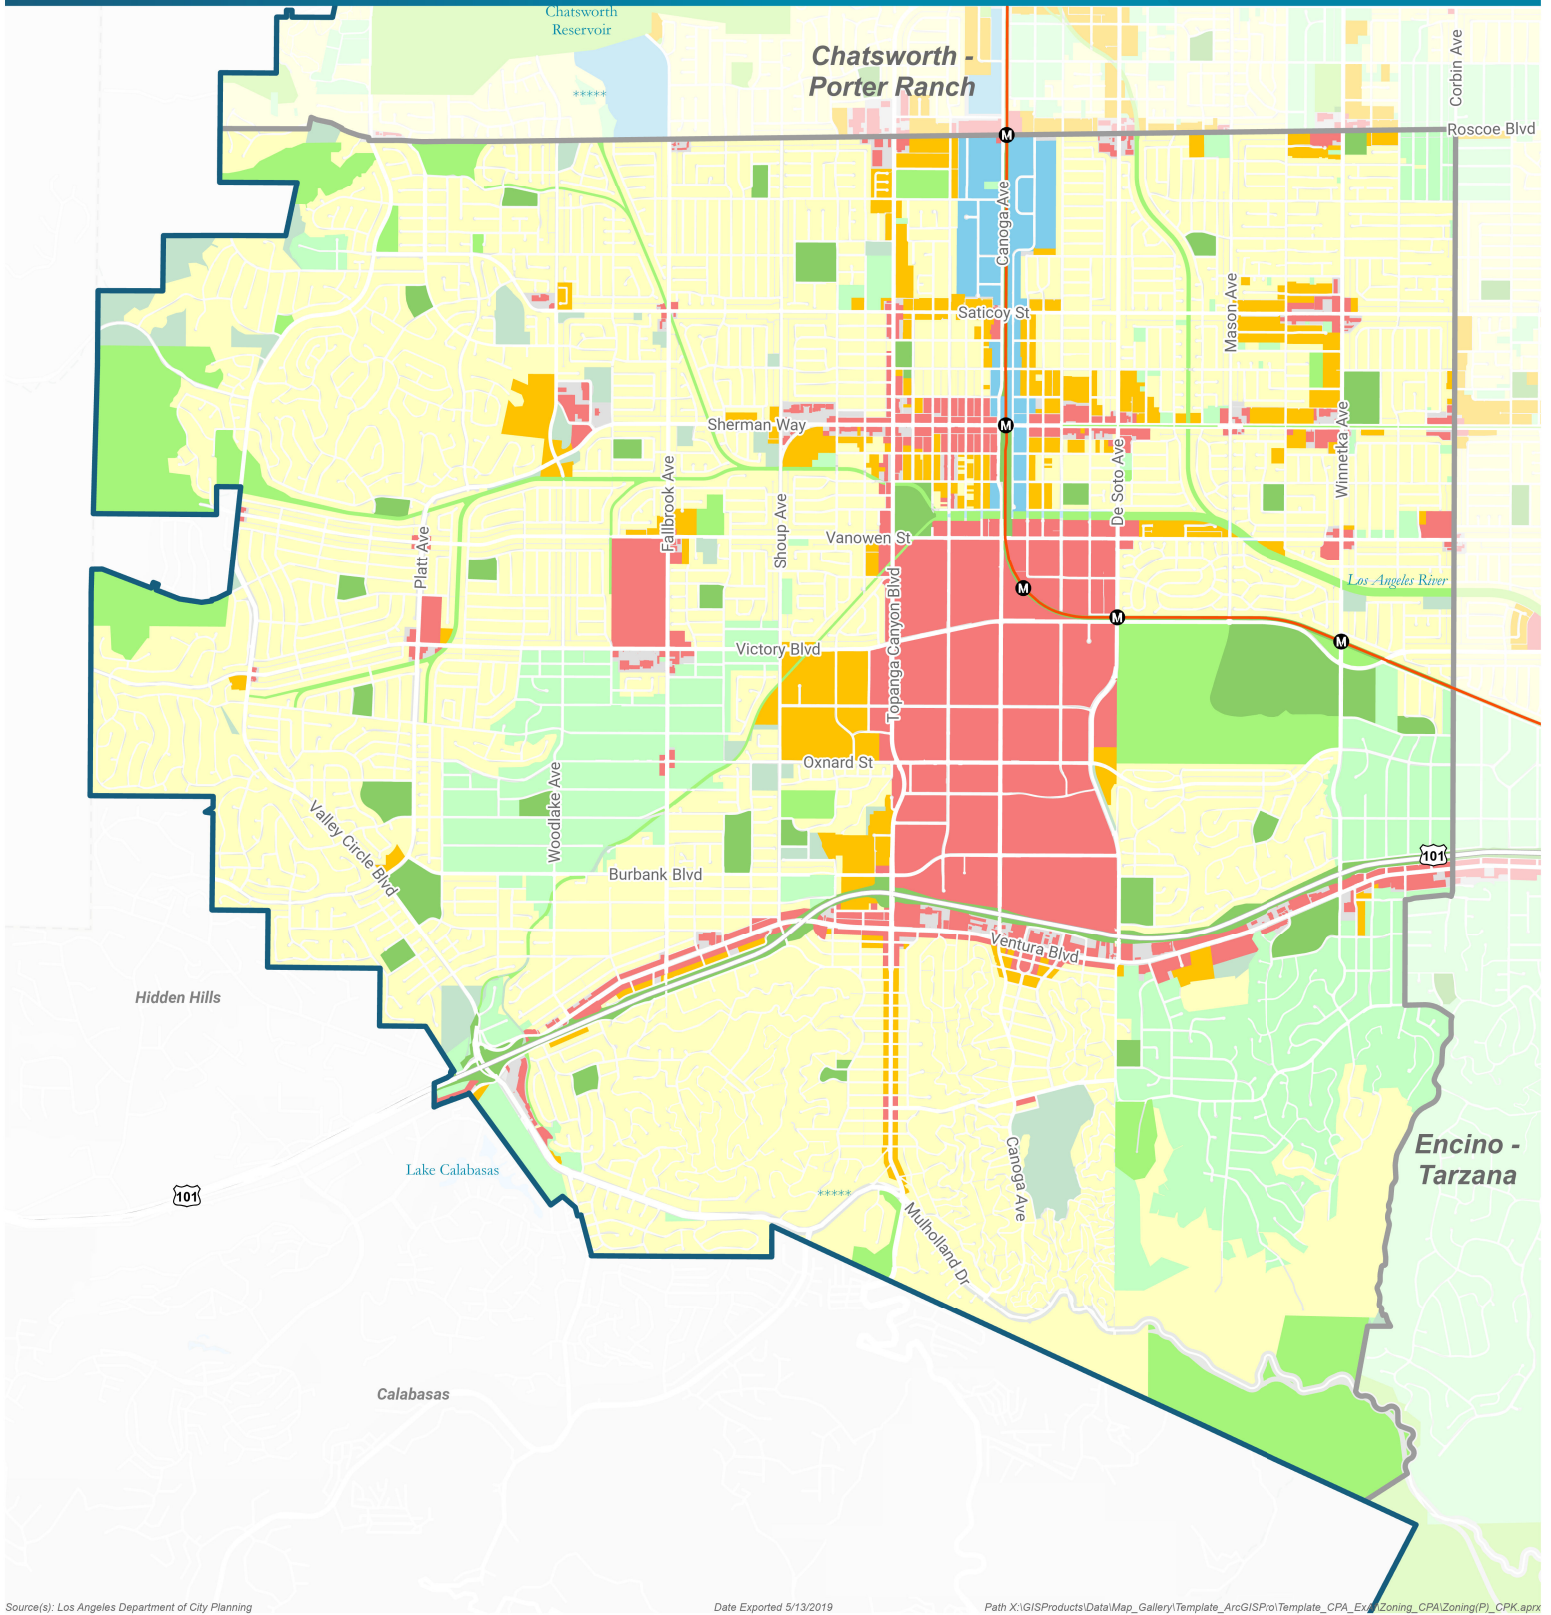 Chatsworth
Reservoir
*****
Chatsworth -
Porter Ranch
Corbin Ave
Roscoe Blvd
M
Canoga Ave
Mason Ave
Saticoy St
Sherman Way
M
Winnetka Ave
De Soto Ave
Fallbrook Ave
Shoup Ave
Platt Ave
Vanowen St
Topanga Canyon Blvd
M
Los Angeles River
M
M
Victory Blvd
Oxnard St
Woodlake Ave
Valley Circle Blvd
101
Burbank Blvd
Ventura Blvd
Hidden Hills
Lake Calabasas
101
*****
Canoga Ave
Mulholland Dr
Encino -
Tarzana
Calabasas
Source(s): Los Angeles Department of City Planning
Date Exported 5/13/2019